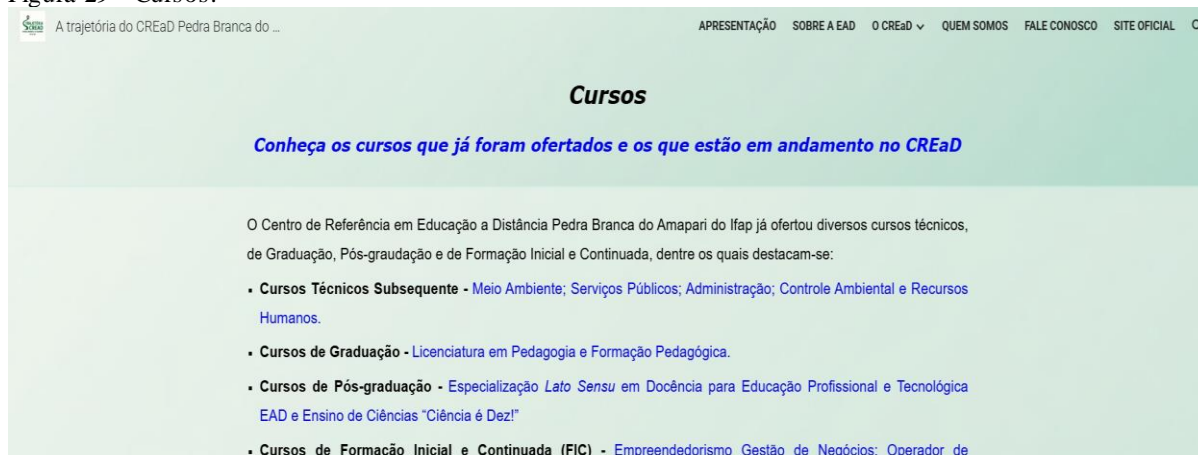 Figura 29 - Cursos.
A trajetória do CREaD Pedra Branca do ...
APRESENTAÇÃO SOBRE A EAD O CREaD QUEM SOMOS FALE CONOSCO SITE OFICIAL
Cursos
Conheça os cursos que já foram ofertados e os que estão em andamento no CREaD
O Centro de Referência em Educação a Distância Pedra Branca do Amapari do Ifap já ofertou diversos cursos técnicos,
de Graduação, Pós-graudação e de Formação Inicial e Continuada, dentre os quais destacam-se:
▪ Cursos Técnicos Subsequente - Meio Ambiente; Serviços Públicos; Administração; Controle Ambiental e Recursos
Humanos.
▪ Cursos de Graduação - Licenciatura em Pedagogia e Formação Pedagógica.
▪ Cursos de Pós-graduação - Especialização Lato Sensu em Docência para Educação Profissional e Tecnológica
EAD e Ensino de Ciências “Ciência é Dez!”
▪ Cursos de Formação Inicial e Continuada (FIC) - Empreendedorismo Gestão de Negócios; Operador de